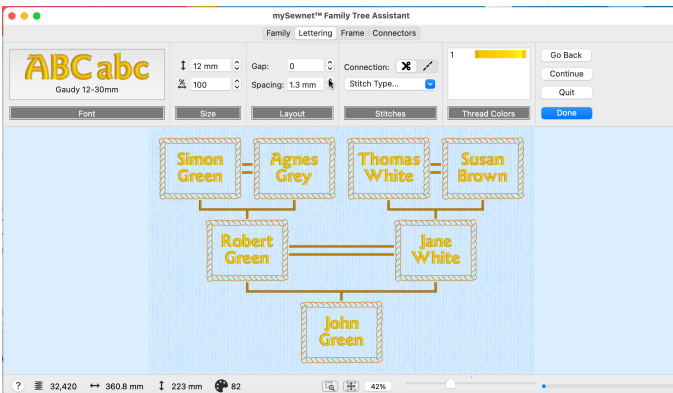 mySewnet™ Family Tree Assistant
Family Lettering Frame Connectors
ABC abc
Gaudy 12-30mm
Font
12 mm
% 100
Size
Gap: 0
Spacing: 1.3 mm
Layout
Connection:
Stitch Type...
Stitches
1
Thread Colors
Go Back
Continue
Quit
Done
Simon
Green
Agnes
Grey
Thomas
White
Susan
Brown
Robert
Green
Jane
White
John
Green
? 32,420 360.8 mm 223 mm 82 42%